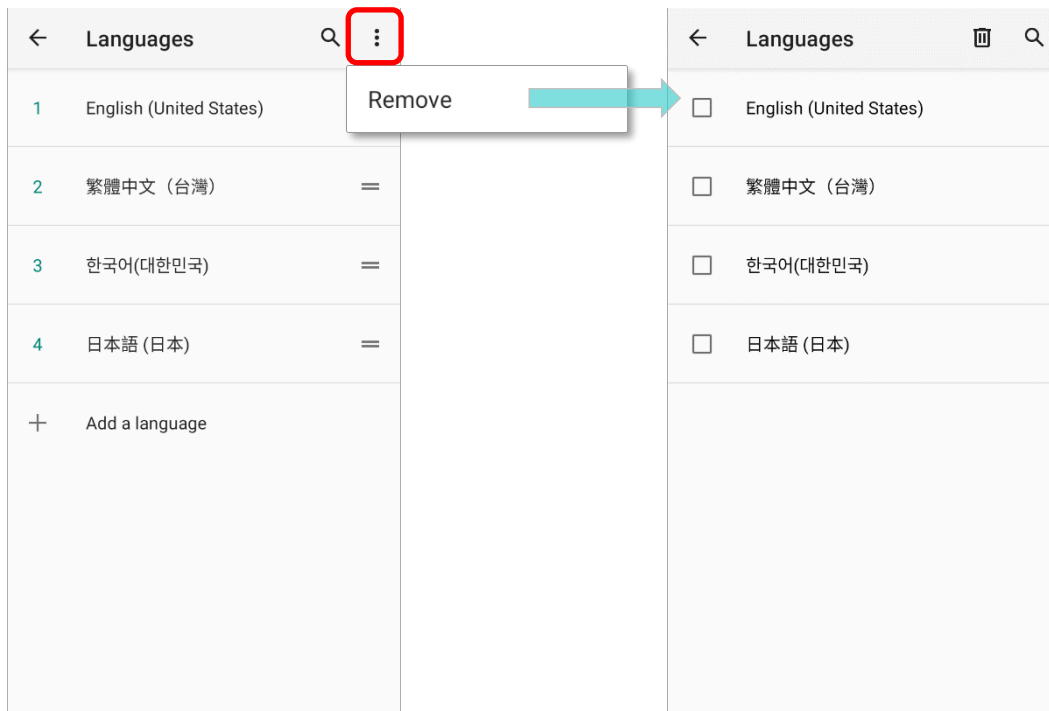 Languages
Remove
1 English (United States)
2 繁體中文（台灣）
3 한국어(대한민국)
4 日本語 (日本)
Add a language
Languages
English (United States)
繁體中文（台灣）
한국어(대한민국)
日本語 (日本)